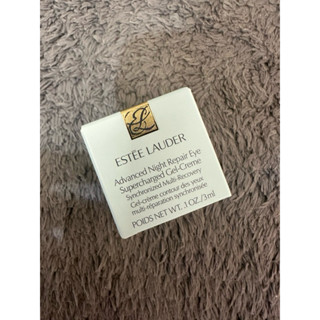 ESTĒE LAUDER
Advanced Night Repair Eye
Supercharged Gel-Creme
Synchronized Multi-Recovery
Gel-crème contour des yeux
multi-réparation synchronisée
POIDS NET WT. .1 OZ./3ml